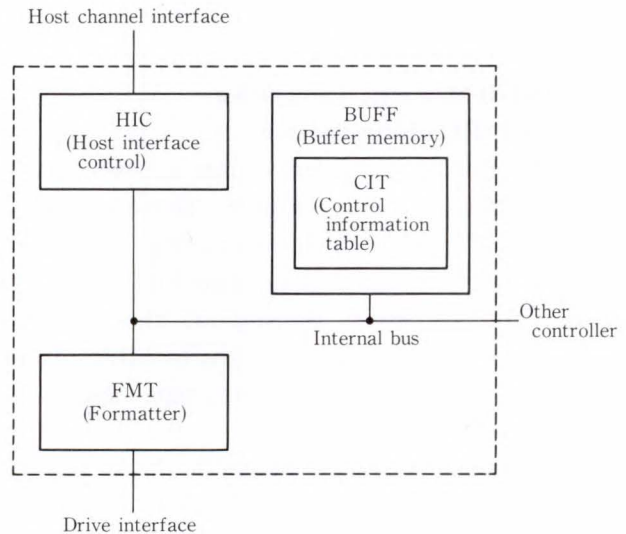 Host channel interface
HIC
(Host interface
control)
BUFF
(Buffer memory)
CIT
(Control
information
table)
Other
controller
Internal bus
FMT
(Formatter)
Drive interface